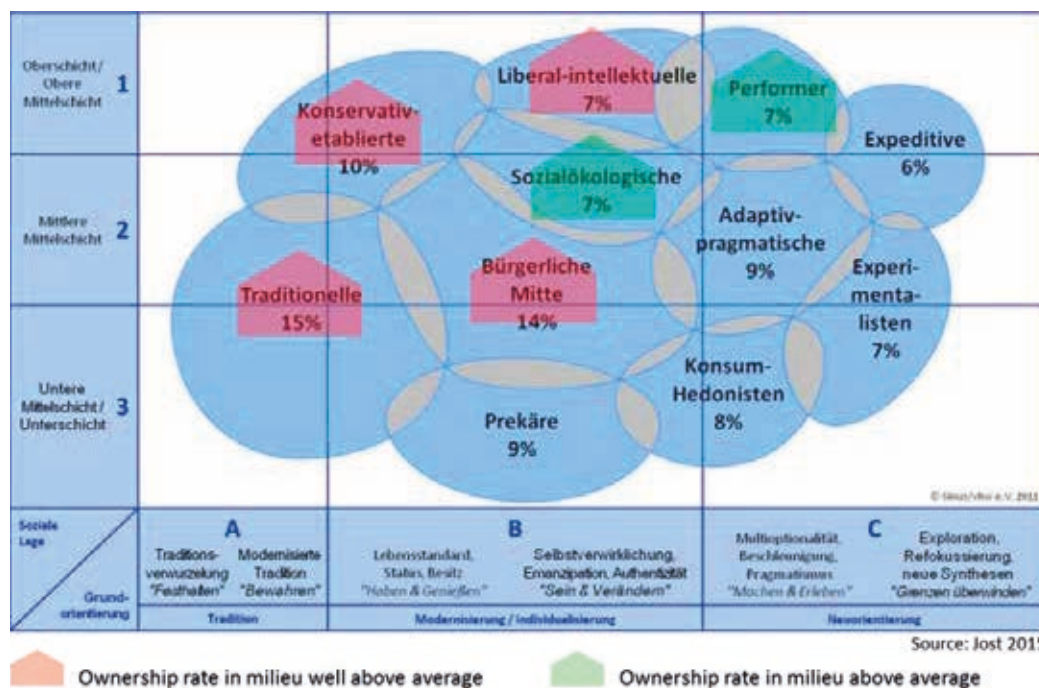 Oberschicht/
Obere
Mittelschicht
1
Mittlere
Mittelschicht
2
Untere
Mittelschicht/
Unterschicht
3
Konservativ-
etablierte
10%
Liberal-intellektuelle
7%
Performer
7%
Expeditive
6%
Sozialökologische
7%
Adaptiv-
pragmatische
9%
Traditionelle
15%
Bürgerliche
Mitte
14%
Experi-
menta-
listen
7%
Konsum-
Hedonisten
8%
Prekäre
9%
Soziale
Lage
Grund-
orientierung
A
Traditions-
verwurzelung
"Festhalten"
Modernisierte
Tradition
"Bewahren"
Tradition
B
Lebensstandard,
Status, Besitz
"Haben & Genießen"
Selbstverwirklichung,
Emanzipation, Authentizität
"Sein & Verändern"
Modernisierung / Individualisierung
C
Multioptionalität,
Beschleunigung,
Pragmatismus
"Machen & Erleben"
Exploration,
Refokussierung,
neue Synthesen
"Grenzen überwinden"
Neuorientierung
Source: Jost 2015
Ownership rate in milieu well above average
Ownership rate in milieu above average